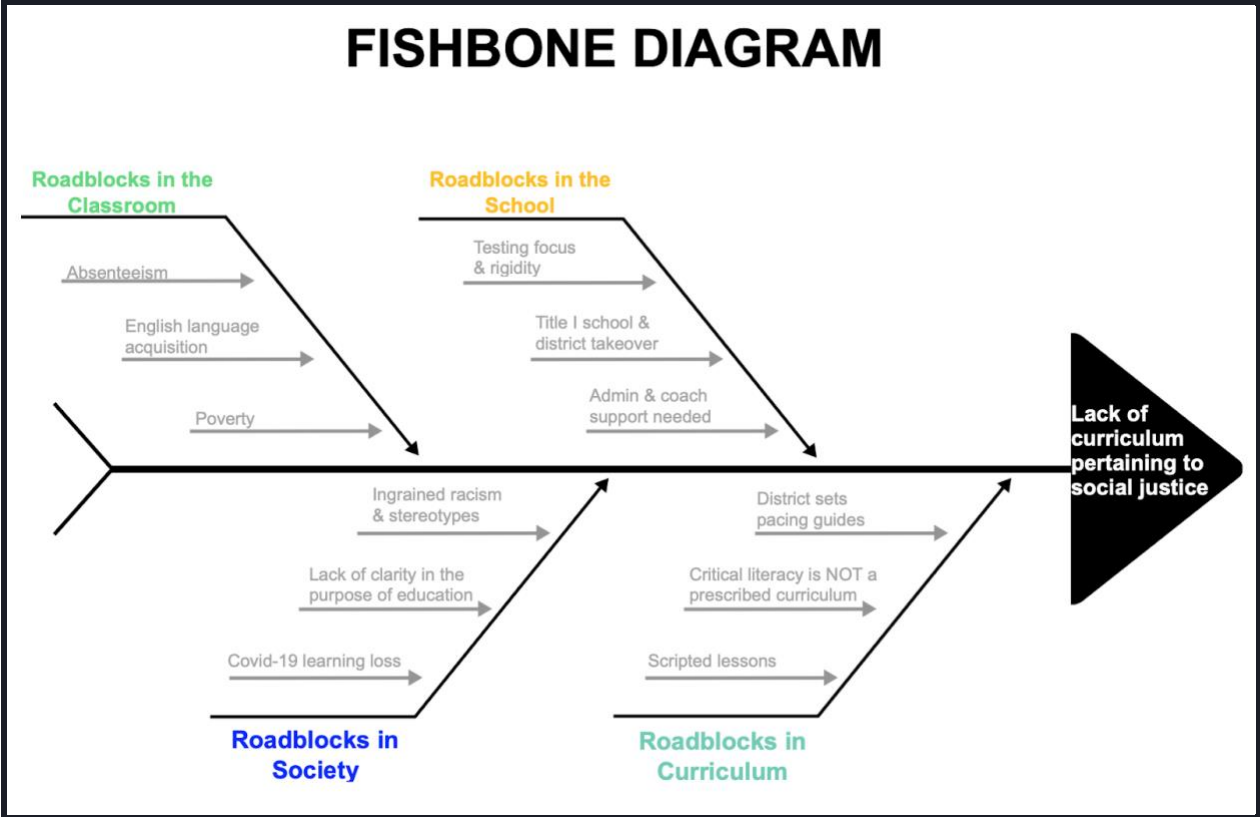 FISHBONE DIAGRAM
Roadblocks in the
Classroom
Absenteeism
English language
acquisition
Poverty
Roadblocks in the
School
Testing focus
& rigidity
Title I school &
district takeover
Admin & coach
support needed
Lack of
curriculum
pertaining to
social justice
Ingrained racism
& stereotypes
Lack of clarity in the
purpose of education
Covid-19 learning loss
Roadblocks in
Society
District sets
pacing guides
Critical literacy is NOT a
prescribed curriculum
Scripted lessons
Roadblocks in
Curriculum